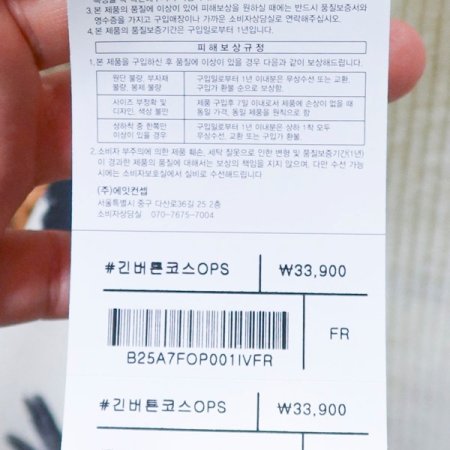 3.본 제품의 품질에 이상이 있어 피해보상을 원하실 때에는 반드시 품질보증서와
영수증을 가지고 구입매장이나 가까운 소비자상담실로 연락해주십시오.
4.본 제품의 품질보증기간은 구입일로부터 1년입니다.
피해보상규정
1.본 제품을 구입하신 후 품질에 이상이 있을 경우 다음과 같이 보상해드립니다.
원단 불량, 부자재 불량, 봉제 불량 구입일로부터 1년 이내분은 무상수선 또는 교환, 구입가 환불 순으로 보상함.
사이즈 부정확 및 디자인, 색상 불만 제품 구입후 7일 이내로서 제품에 손상이 없을 때 동일 가격, 동일 제품을 원칙으로 함
상하착 중 한쪽만 이상이 있을 경우 구입일로부터 1년 이내분은 상하 1착 모두 무상수선, 교환 또는 구입가 환불.
2.소비자 부주의에 의한 제품 훼손, 세탁 잘못으로 인한 변형 및 품질보증기간(1년)
이 경과한 제품의 품질에 대해서는 보상의 책임을 지지 않습니다. 다만 수선 가능
시에는 소비자보호실에서 실비로 수선해드립니다
(주)에잇컨셉
서울특별시 중구 다산로36길 25 2층
소비자상담실 070-7675-7004
#긴버튼코스OPS ₩33,900
FR
B25A7FOP001IVFR
#긴버튼코스OPS ₩33,900